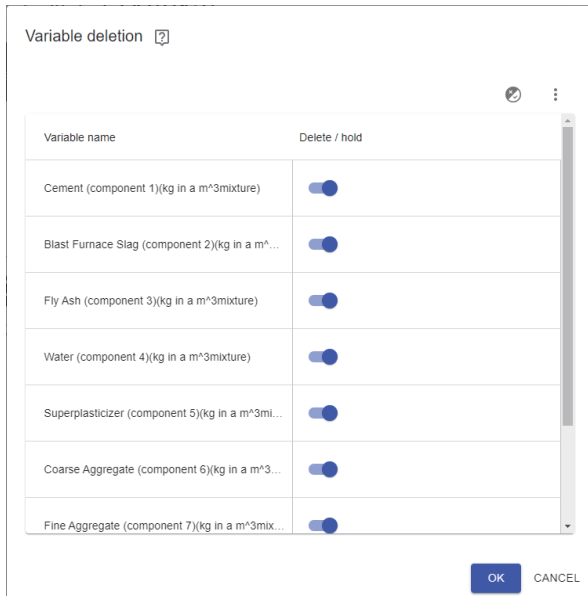 Variable deletion ?
Variable name Delete / hold
Cement (component 1)(kg in a m^3mixture)
Blast Furnace Slag (component 2)(kg in a m^...
Fly Ash (component 3)(kg in a m^3mixture)
Water (component 4)(kg in a m^3mixture)
Superplasticizer (component 5)(kg in a m^3mi...
Coarse Aggregate (component 6)(kg in a m^3...
Fine Aggregate (component 7)(kg in a m^3mix...
OK CANCEL